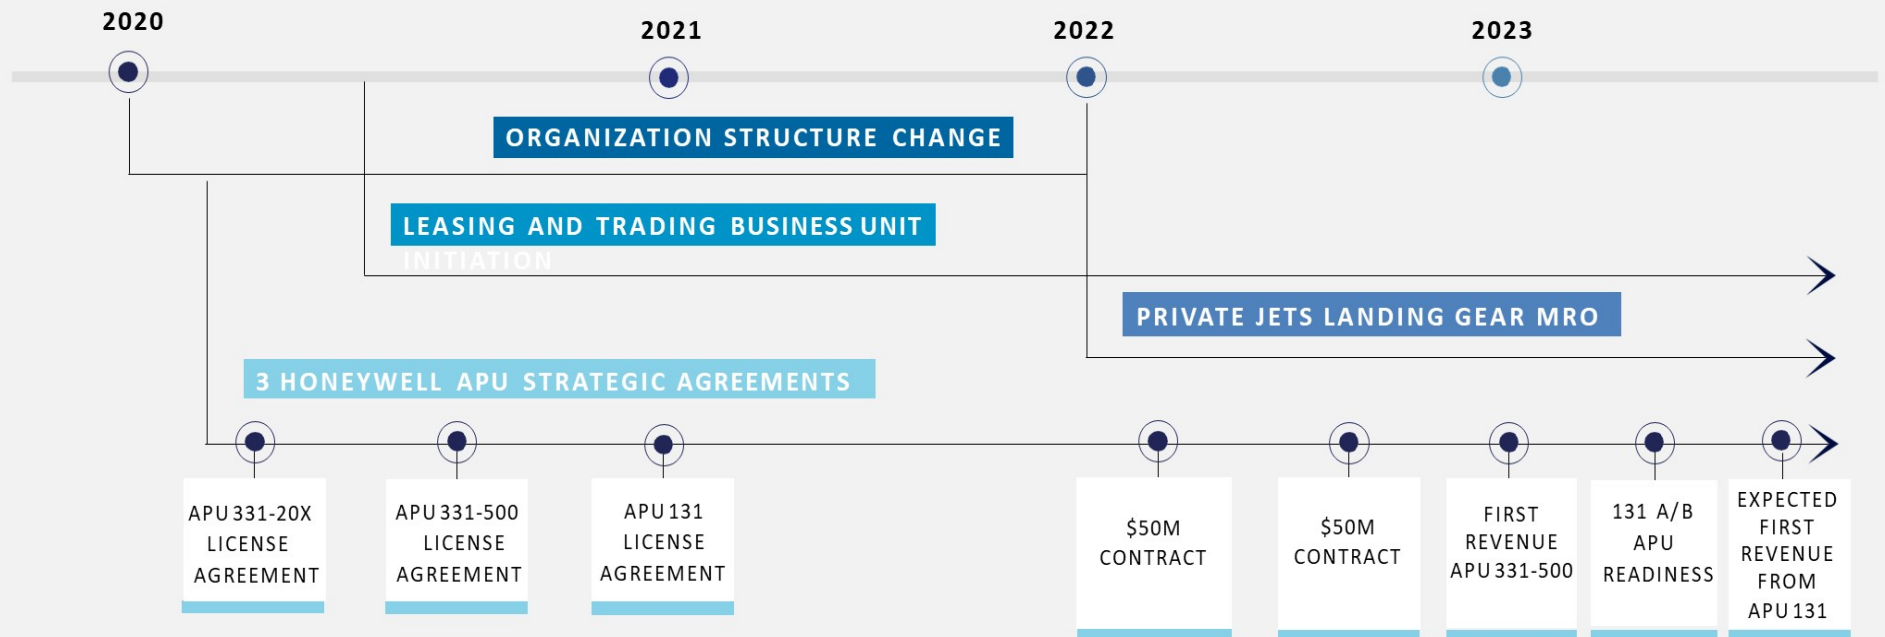 2020
2021
2022
2023
ORGANIZATION STRUCTURE CHANGE
LEASING AND TRADING BUSINESS UNIT
INITIATION
PRIVATE JETS LANDING GEAR MRO
3 HONEYWELL APU STRATEGIC AGREEMENTS
APU 331-20X
LICENSE
AGREEMENT
APU 331-500
LICENSE
AGREEMENT
APU 131
LICENSE
AGREEMENT
$50M
CONTRACT
$50M
CONTRACT
FIRST
REVENUE
APU 331-500
131 A/B
APU
READINESS
EXPECTED
FIRST
REVENUE
FROM
APU 131